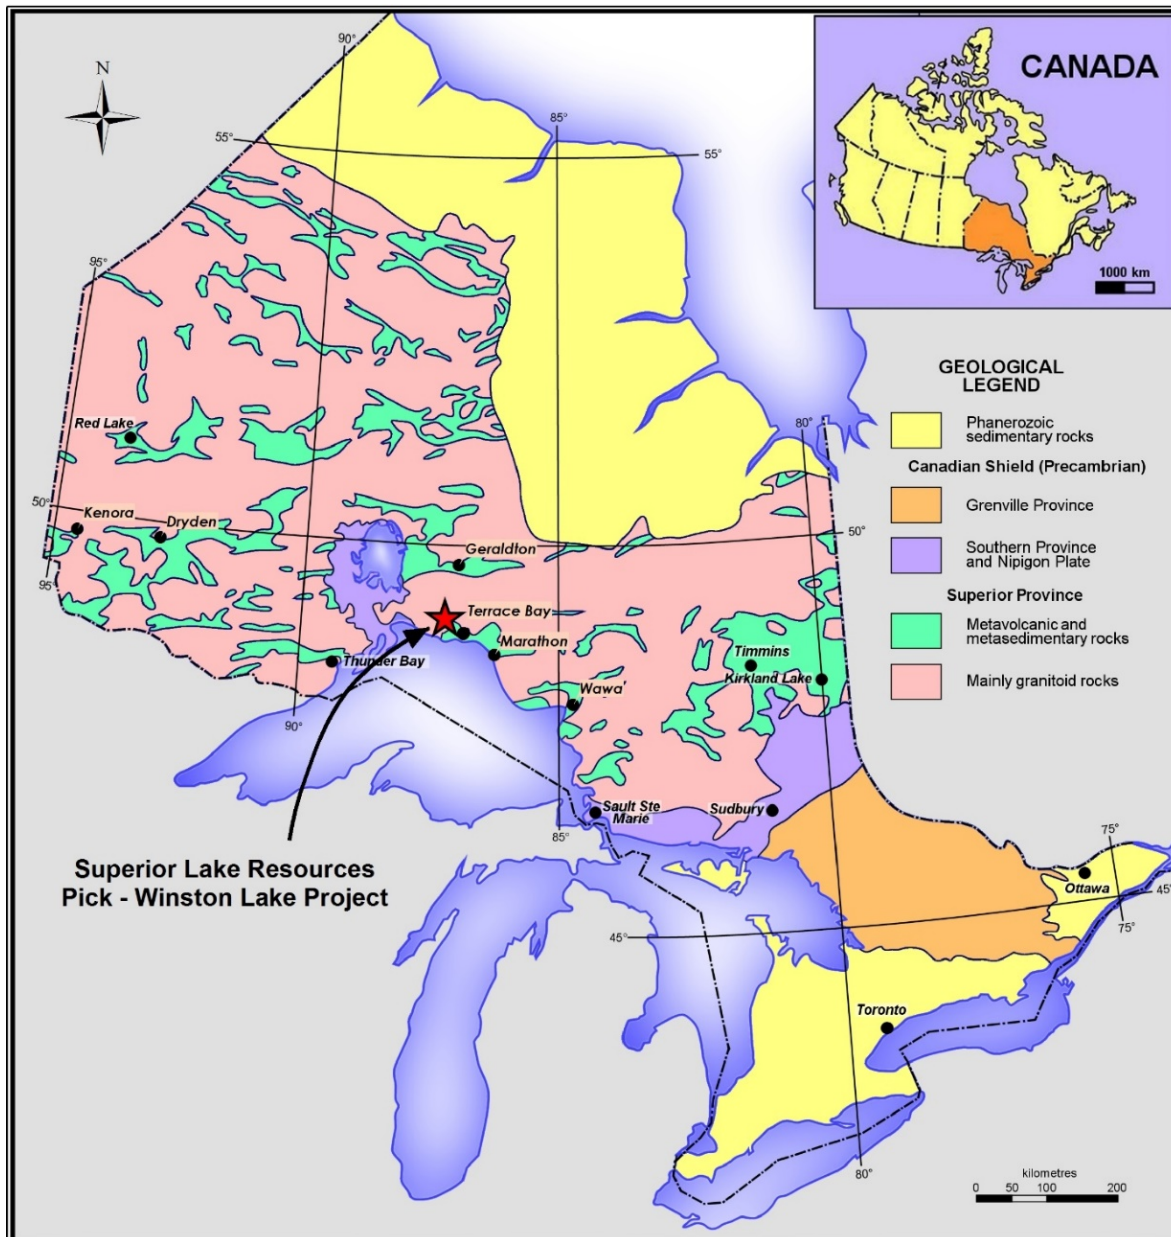 N
CANADA
1000 km
90°
85°
55°
55°
95°
80°
GEOLOGICAL
LEGEND
Phanerozoic
sedimentary rocks
Canadian Shield (Precambrian)
Grenville Province
Southern Province
and Nipigon Plate
Superior Province
Metavolcanic and
metasedimentary rocks
Mainly granitoid rocks
Red Lake
50°
Kenora
Dryden
50°
Geraldton
95°
Terrace Bay
Marathon
Thunder Bay
Timmins
Kirkland Lake
Wawa'
90°
Sault Ste
Marie
Sudbury
85°
75°
Superior Lake Resources
Pick - Winston Lake Project
Ottawa
45°
75°
45°
Toronto
80°
kilometres
0 50 100 200